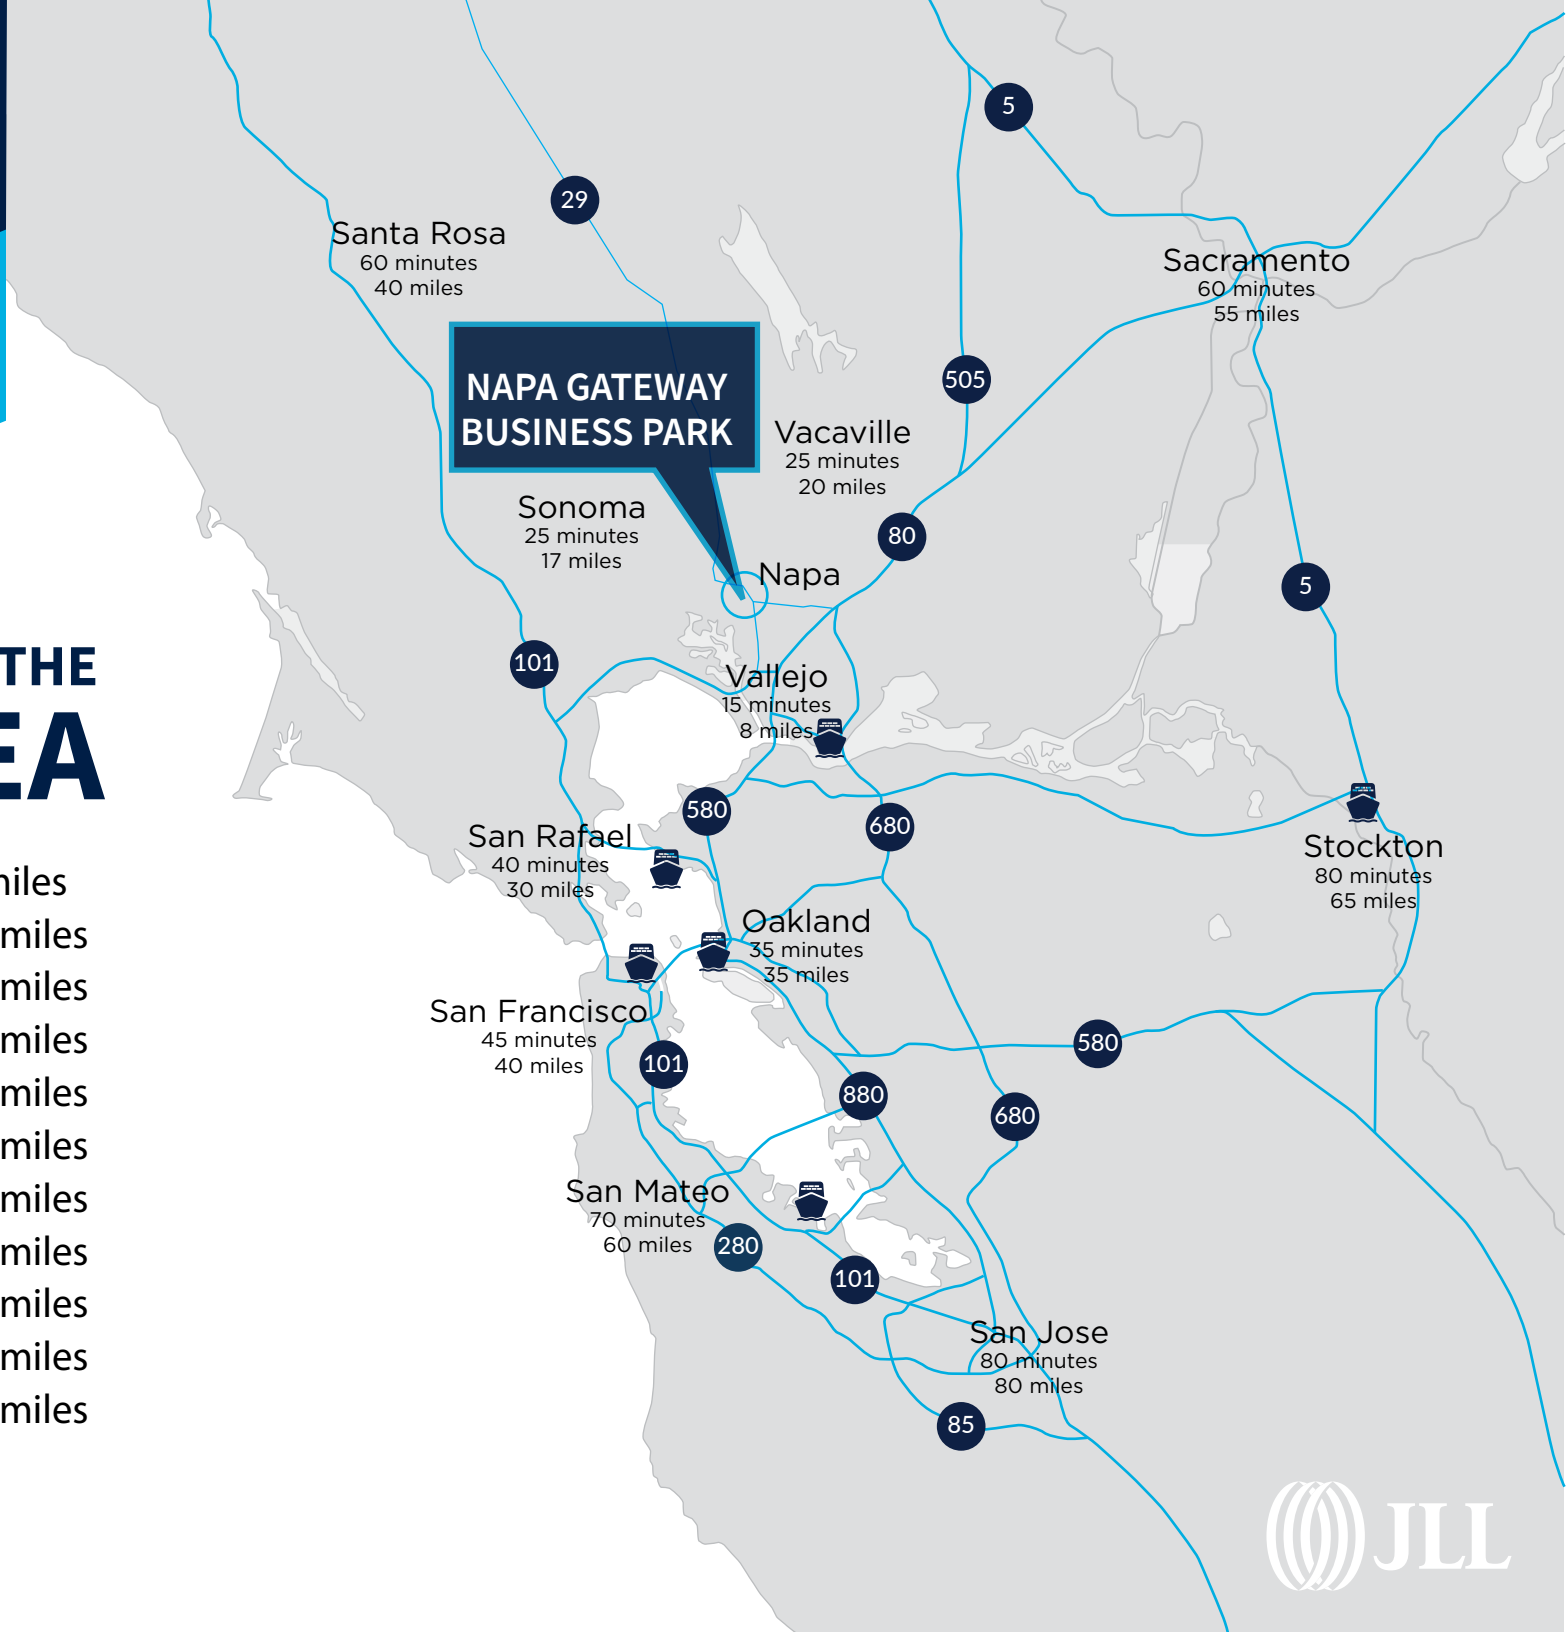 5
29
Santa Rosa
60 minutes
40 miles
Sacramento
60 minutes
55 miles
NAPA GATEWAY
BUSINESS PARK
505
Vacaville
25 minutes
20 miles
Sonoma
25 minutes
17 miles
80
Napa
5
THE
EA
101
Vallejo
15 minutes
8 miles
580
680
San Rafael
40 minutes
30 miles
Stockton
80 minutes
65 miles
miles
miles
miles
miles
miles
miles
miles
miles
miles
miles
miles
Oakland
35 minutes
35 miles
San Francisco
45 minutes
40 miles
101
580
880
680
San Mateo
70 minutes
60 miles
280
101
San Jose
80 minutes
80 miles
85
JLL